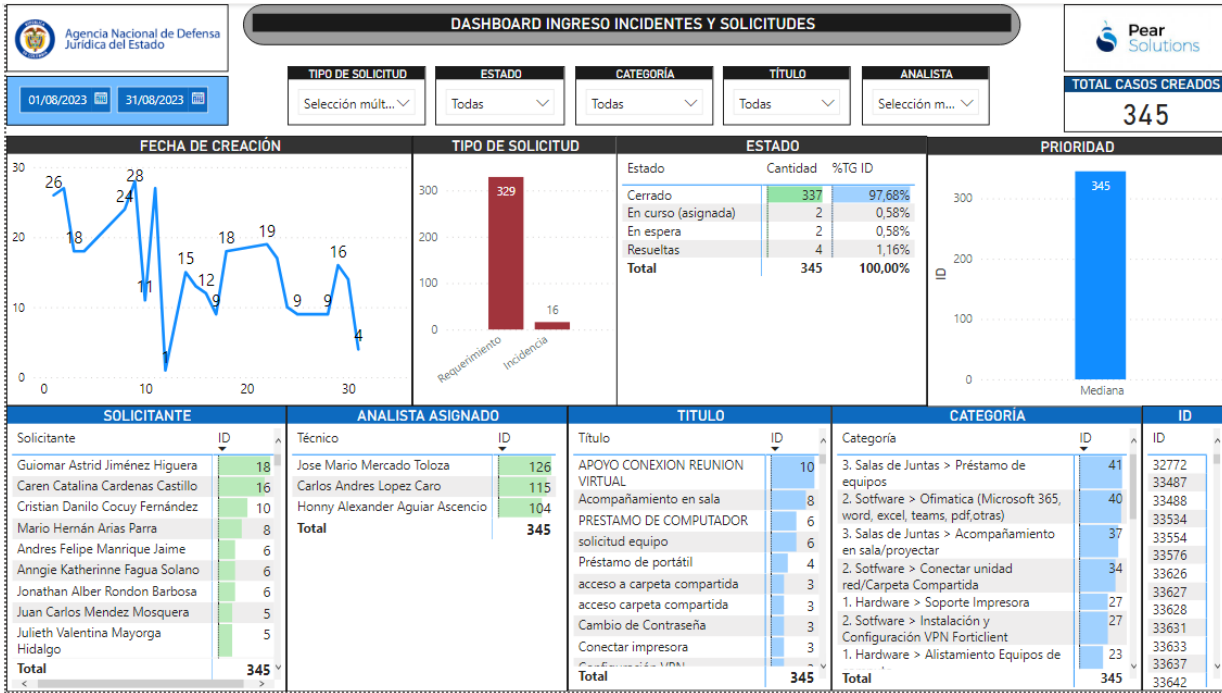 Agencia Nacional de Defensa
Jurídica del Estado
DASHBOARD INGRESO INCIDENTES Y SOLICITUDES
Pear
Solutions
01/08/2023 31/08/2023
TIPO DE SOLICITUD
Selección múlt...
ESTADO
Todas
CATEGORÍA
Todas
TÍTULO
Todas
ANALISTA
Selección m...
TOTAL CASOS CREADOS
345
FECHA DE CREACIÓN
30
20
10
0
26
18
24
28
11
1
15
12
9
18
19
9
9
16
4
0 10 20 30
TIPO DE SOLICITUD
300
200
100
0
329
16
Requerimiento
Incidencia
ESTADO
Estado Cantidad %TG ID
Cerrado 337 97,68%
En curso (asignada) 2 0,58%
En espera 2 0,58%
Resueltas 4 1,16%
Total 345 100,00%
PRIORIDAD
ID
300
200
100
0
345
Mediana
SOLICITANTE
Solicitante ID
Guiomar Astrid Jiménez Higuera 18
Caren Catalina Cardenas Castillo 16
Cristian Danilo Cocuy Fernández 10
Mario Hernán Arias Parra 8
Andres Felipe Manrique Jaime 6
Anngie Katherinne Fagua Solano 6
Jonathan Alber Rondon Barbosa 6
Juan Carlos Mendez Mosquera 5
Julieth Valentina Mayorga 5
Hidalgo
Total 345
ANALISTA ASIGNADO
Técnico ID
Jose Mario Mercado Toloza 126
Carlos Andres Lopez Caro 115
Honny Alexander Aguiar Ascencio 104
Total 345
TITULO
Título ID
APOYO CONEXION REUNION 10
VIRTUAL
Acompañamiento en sala 8
PRESTAMO DE COMPUTADOR 6
solicitud equipo 6
Préstamo de portátil 4
acceso a carpeta compartida 3
acceso carpeta compartida 3
Cambio de Contraseña 3
Conectar impresora 3
Total 345
CATEGORÍA
Categoría ID
3. Salas de Juntas > Préstamo de 41
equipos
2. Sotfware > Ofimatica (Microsoft 365, 40
word, excel, teams, pdf,otras)
3. Salas de Juntas > Acompañamiento 37
en sala/proyectar
2. Sotfware > Conectar unidad 34
red/Carpeta Compartida
1. Hardware > Soporte Impresora 27
2. Sotfware > Instalación y 27
Configuración VPN Forticlient
1. Hardware > Alistamiento Equipos de 23
Total 345
ID
ID
32772
33487
33488
33534
33554
33576
33626
33627
33628
33631
33633
33637
33642